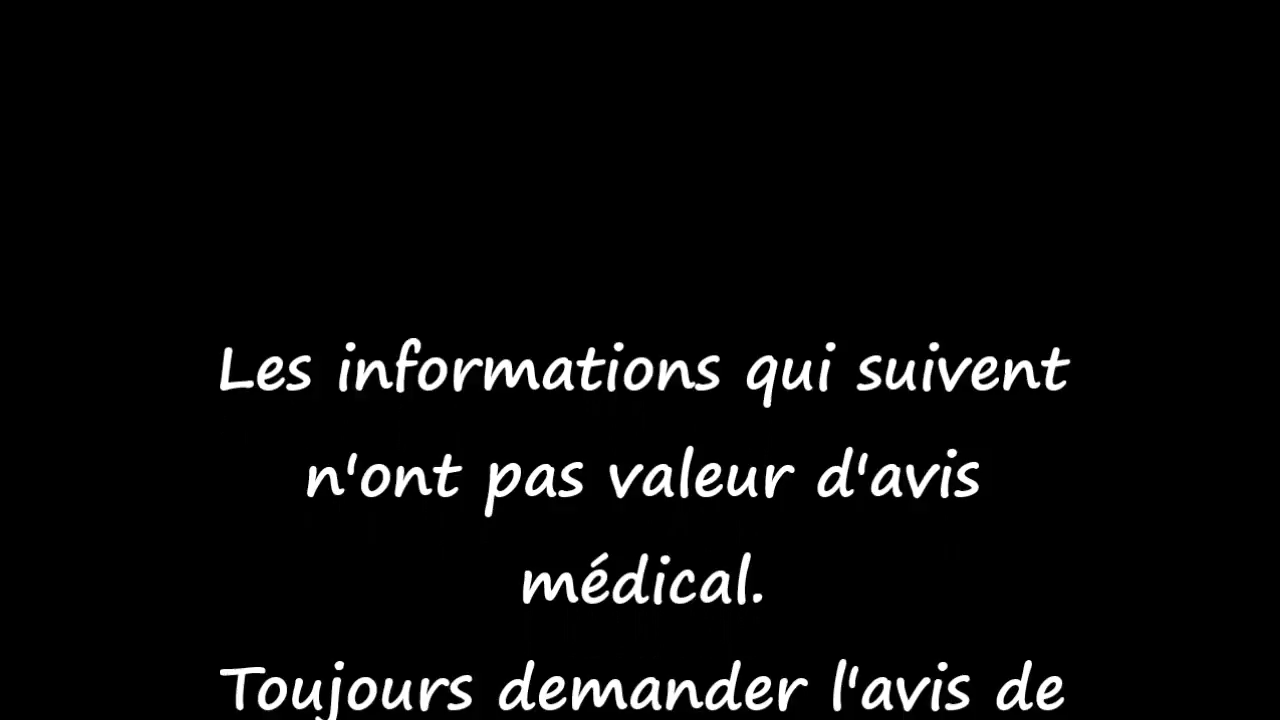 Les informations qui suivent
n'ont pas valeur d'avis
médical.
Toujours demander l'avis de